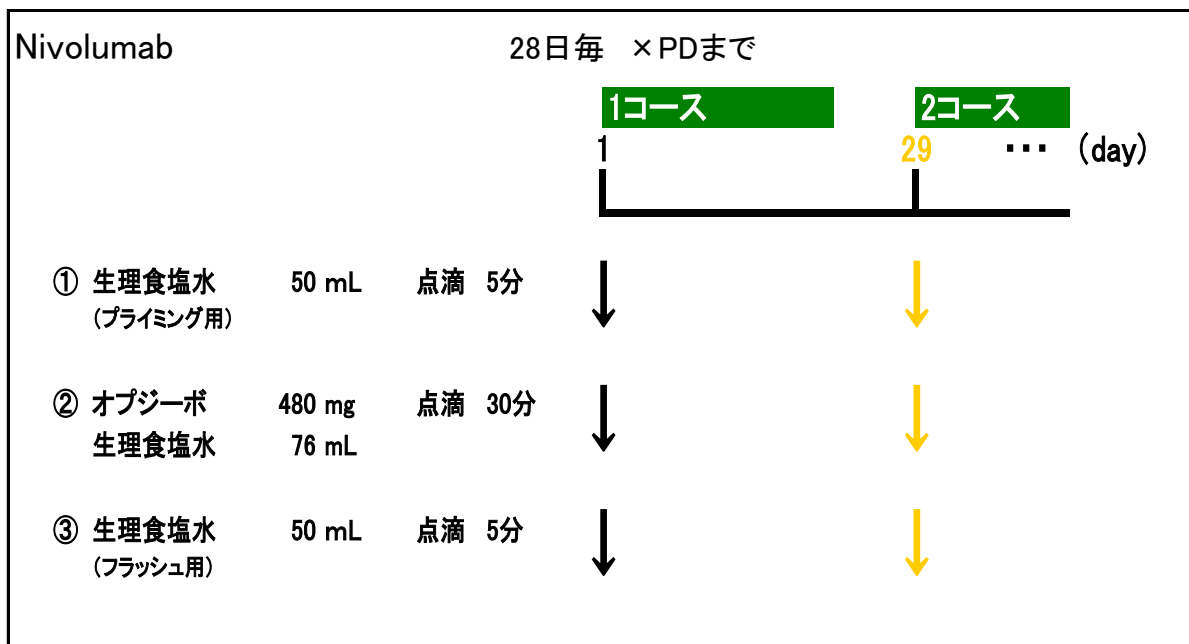 Nivolumab 28日毎 ×PDまで
1コース 2コース
1 29 ・・・ (day)
① 生理食塩水 50 mL 点滴 5分
(プライミング用)
② オプジーボ 480 mg 点滴 30分
生理食塩水 76 mL
③ 生理食塩水 50 mL 点滴 5分
(フラッシュ用)